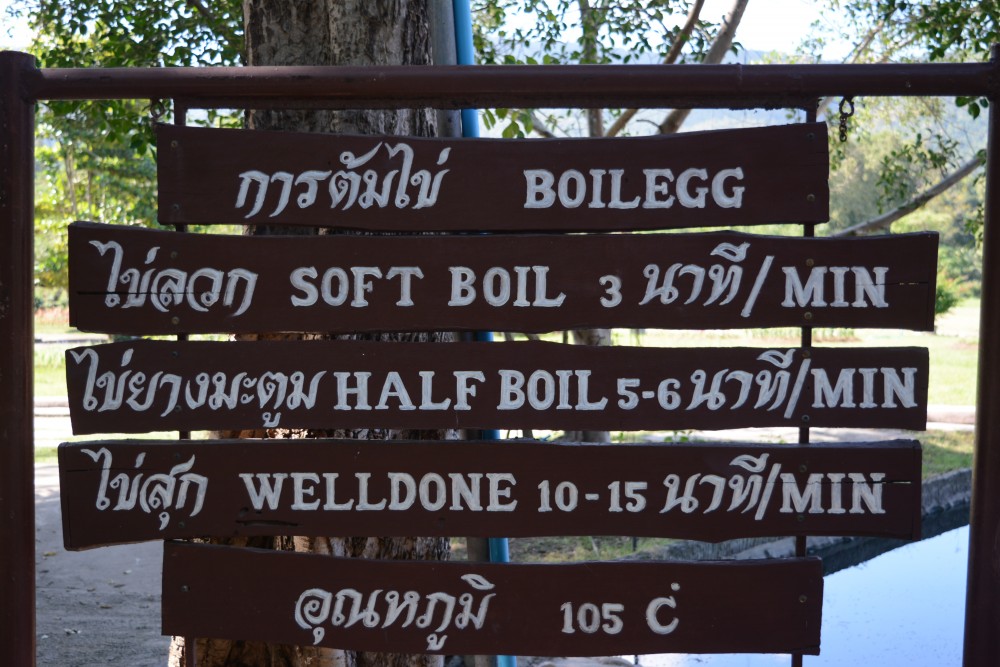 การต้มไข่ BOILEGG
ไข่ลวก SOFT BOIL 3 นาที/MIN
ไข่ยางมะตูม HALF BOIL 5-6 นาที/MIN
ไข่สุก WELLDONE 10-15 นาที/MIN
อุณหภูมิ 105 Ċ